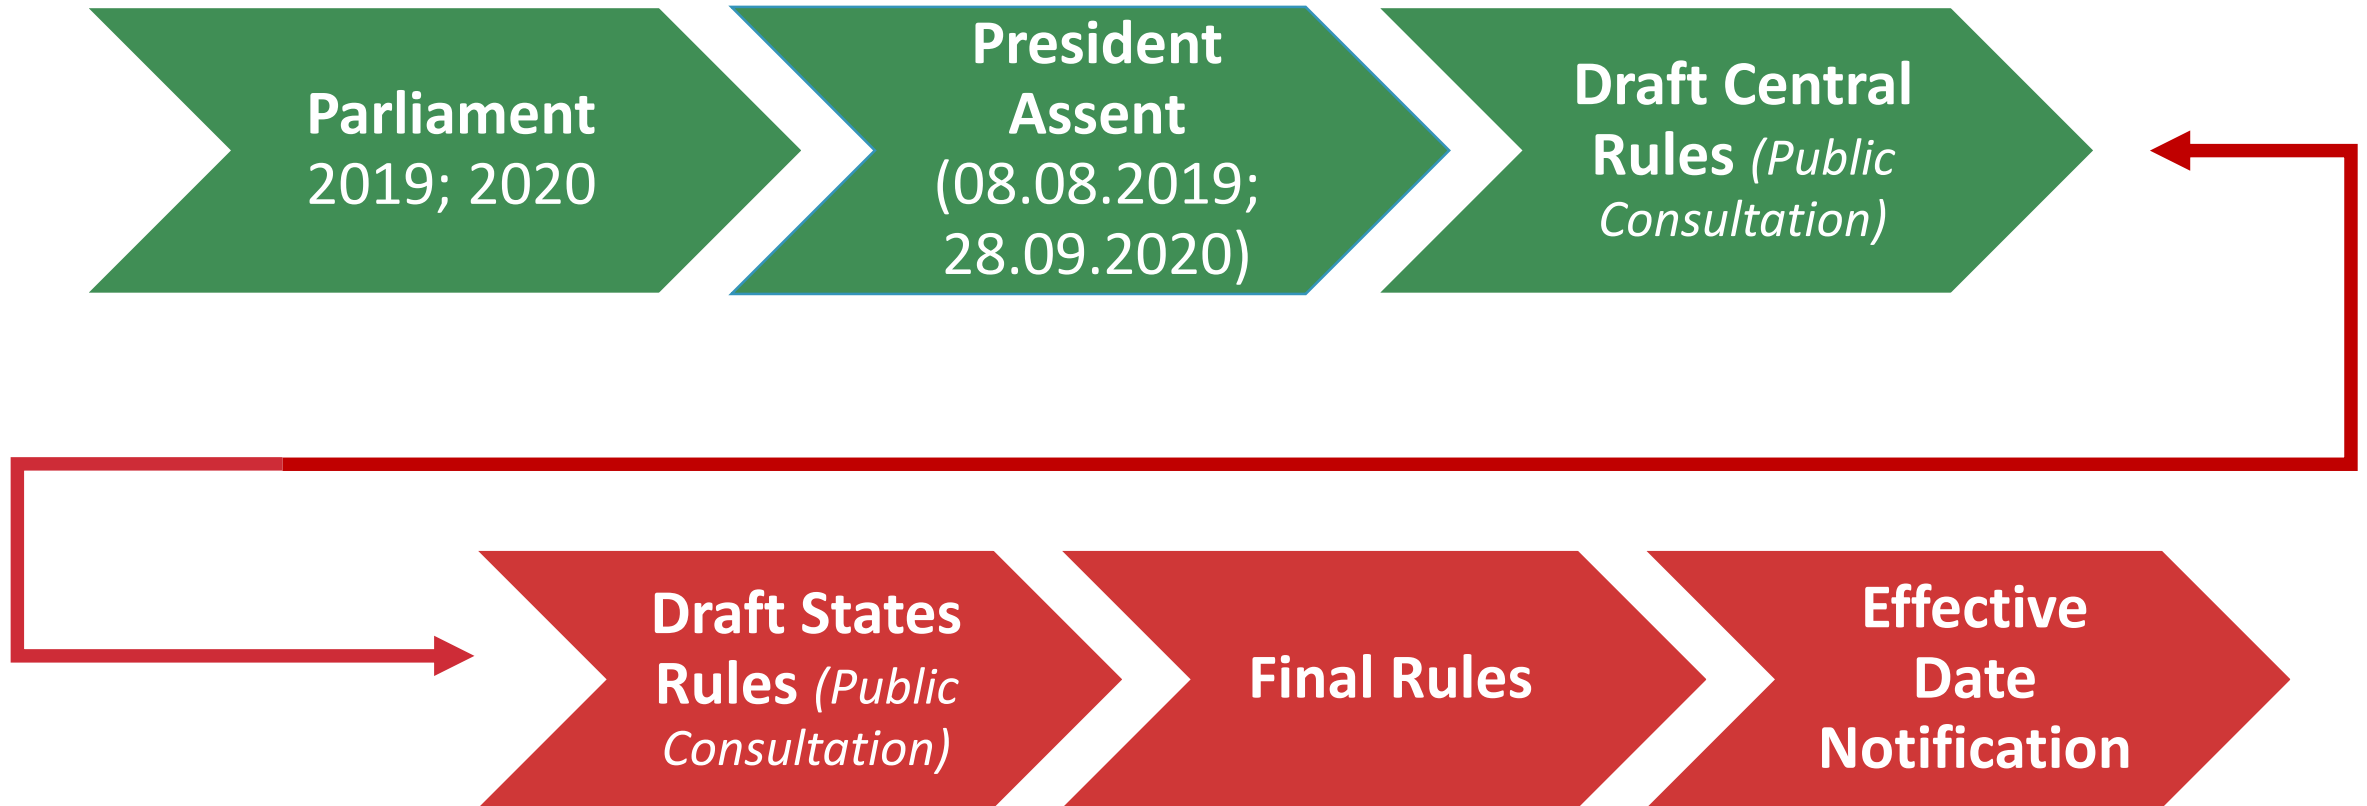 Parliament
2019; 2020
President
Assent
(08.08.2019;
28.09.2020)
Draft Central
Rules (Public
Consultation)
Draft States
Rules (Public
Consultation)
Final Rules
Effective
Date
Notification